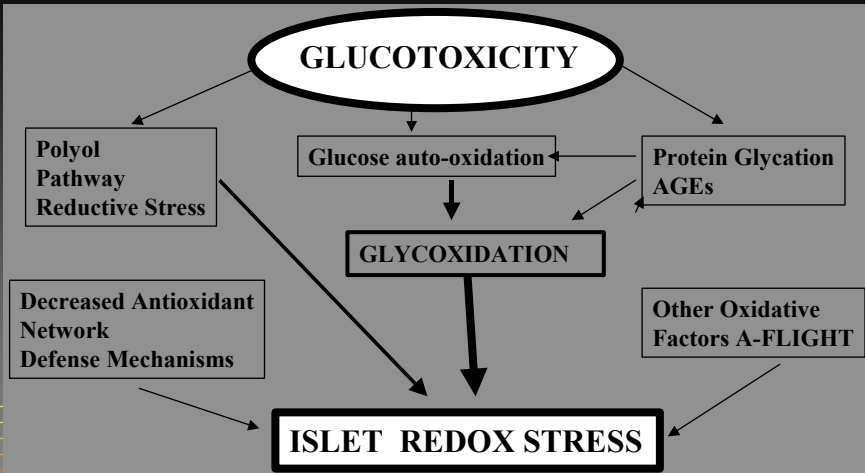 GLUCOTOXICITY
Polyol
Pathway
Reductive Stress
Glucose auto-oxidation
Protein Glycation
AGEs
GLYCOXIDATION
Decreased Antioxidant
Network
Defense Mechanisms
Other Oxidative
Factors A-FLIGHT
ISLET REDOX STRESS